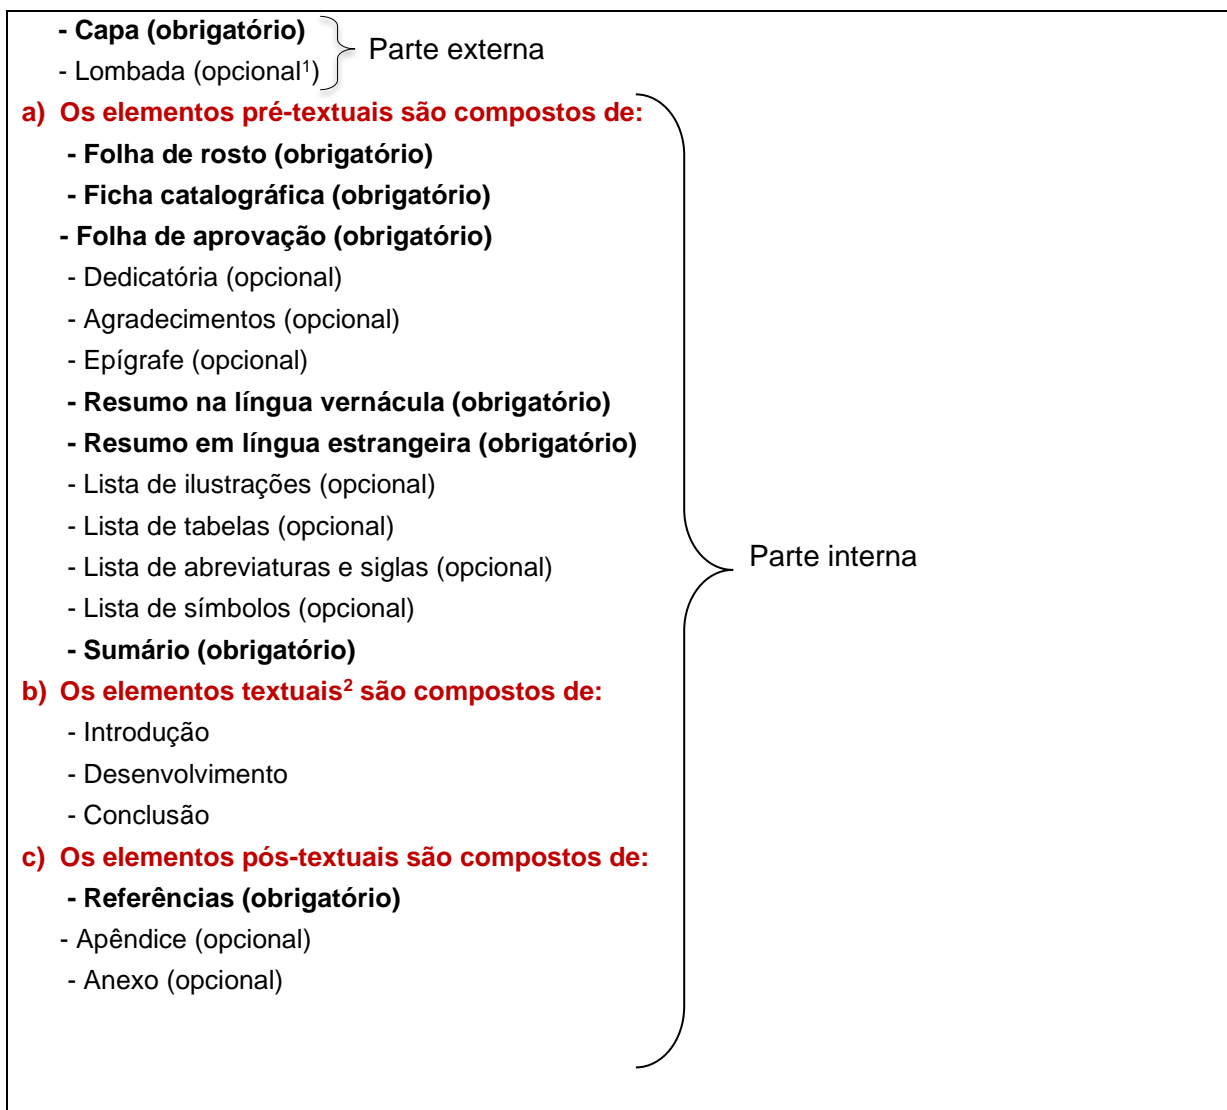 - Capa (obrigatório)
Parte externa
- Lombada (opcional¹)
a) Os elementos pré-textuais são compostos de:
- Folha de rosto (obrigatório)
- Ficha catalográfica (obrigatório)
- Folha de aprovação (obrigatório)
- Dedicatória (opcional)
- Agradecimentos (opcional)
- Epígrafe (opcional)
- Resumo na língua vernácula (obrigatório)
- Resumo em língua estrangeira (obrigatório)
- Lista de ilustrações (opcional)
- Lista de tabelas (opcional)
- Lista de abreviaturas e siglas (opcional)
- Lista de símbolos (opcional)
- Sumário (obrigatório)
Parte interna
b) Os elementos textuais² são compostos de:
- Introdução
- Desenvolvimento
- Conclusão
c) Os elementos pós-textuais são compostos de:
- Referências (obrigatório)
- Apêndice (opcional)
- Anexo (opcional)